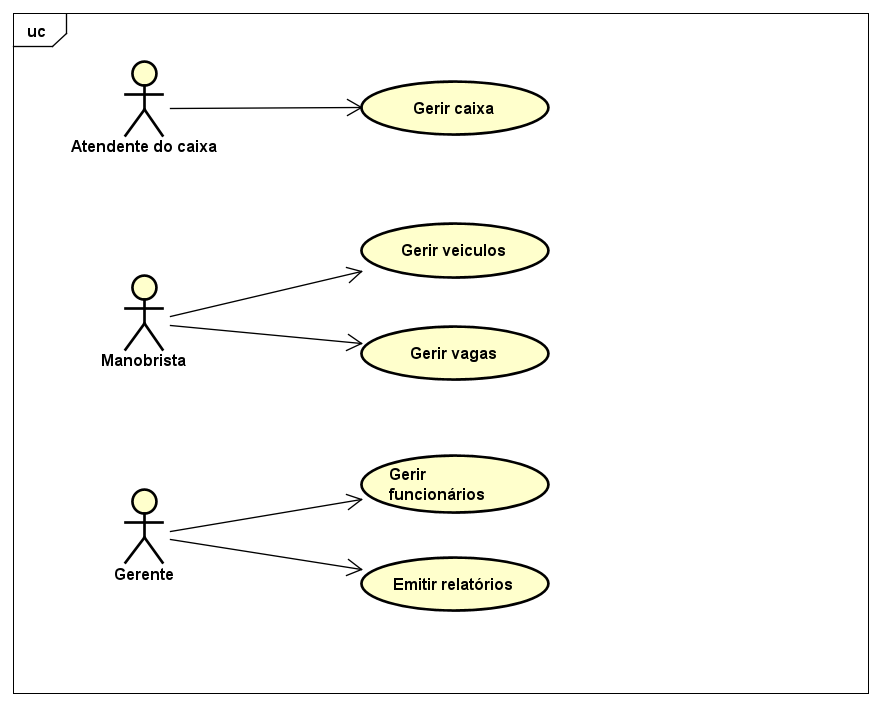 uc
Gerir caixa
Atendente do caixa
Gerir veiculos
Manobrista
Gerir vagas
Gerir
funcionários
Gerente
Emitir relatórios